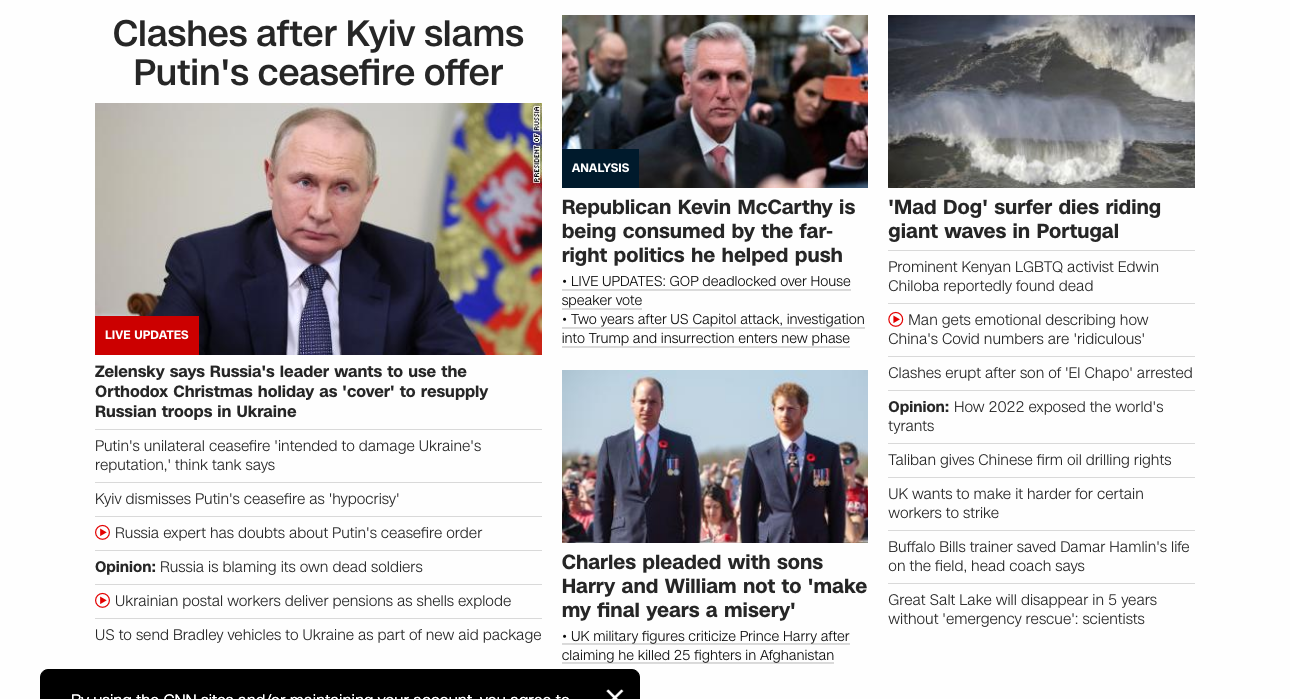 Clashes after Kyiv slams
Putin's ceasefire offer
PRESIDENT OF RUSSIA
LIVE UPDATES
Zelensky says Russia's leader wants to use the
Orthodox Christmas holiday as 'cover' to resupply
Russian troops in Ukraine
Putin's unilateral ceasefire 'intended to damage Ukraine's
reputation,' think tank says
Kyiv dismisses Putin's ceasefire as 'hypocrisy'
Russia expert has doubts about Putin's ceasefire order
Opinion: Russia is blaming its own dead soldiers
Ukrainian postal workers deliver pensions as shells explode
US to send Bradley vehicles to Ukraine as part of new aid package
ANALYSIS
Republican Kevin McCarthy is
being consumed by the far-
right politics he helped push
• LIVE UPDATES: GOP deadlocked over House
speaker vote
• Two years after US Capitol attack, investigation
into Trump and insurrection enters new phase
Charles pleaded with sons
Harry and William not to 'make
my final years a misery'
• UK military figures criticize Prince Harry after
claiming he killed 25 fighters in Afghanistan
'Mad Dog' surfer dies riding
giant waves in Portugal
Prominent Kenyan LGBTQ activist Edwin
Chiloba reportedly found dead
Man gets emotional describing how
China's Covid numbers are 'ridiculous'
Clashes erupt after son of 'El Chapo' arrested
Opinion: How 2022 exposed the world's
tyrants
Taliban gives Chinese firm oil drilling rights
UK wants to make it harder for certain
workers to strike
Buffalo Bills trainer saved Damar Hamlin's life
on the field, head coach says
Great Salt Lake will disappear in 5 years
without 'emergency rescue': scientists
By using the CNN sites and/or maintaining your account, you agree to